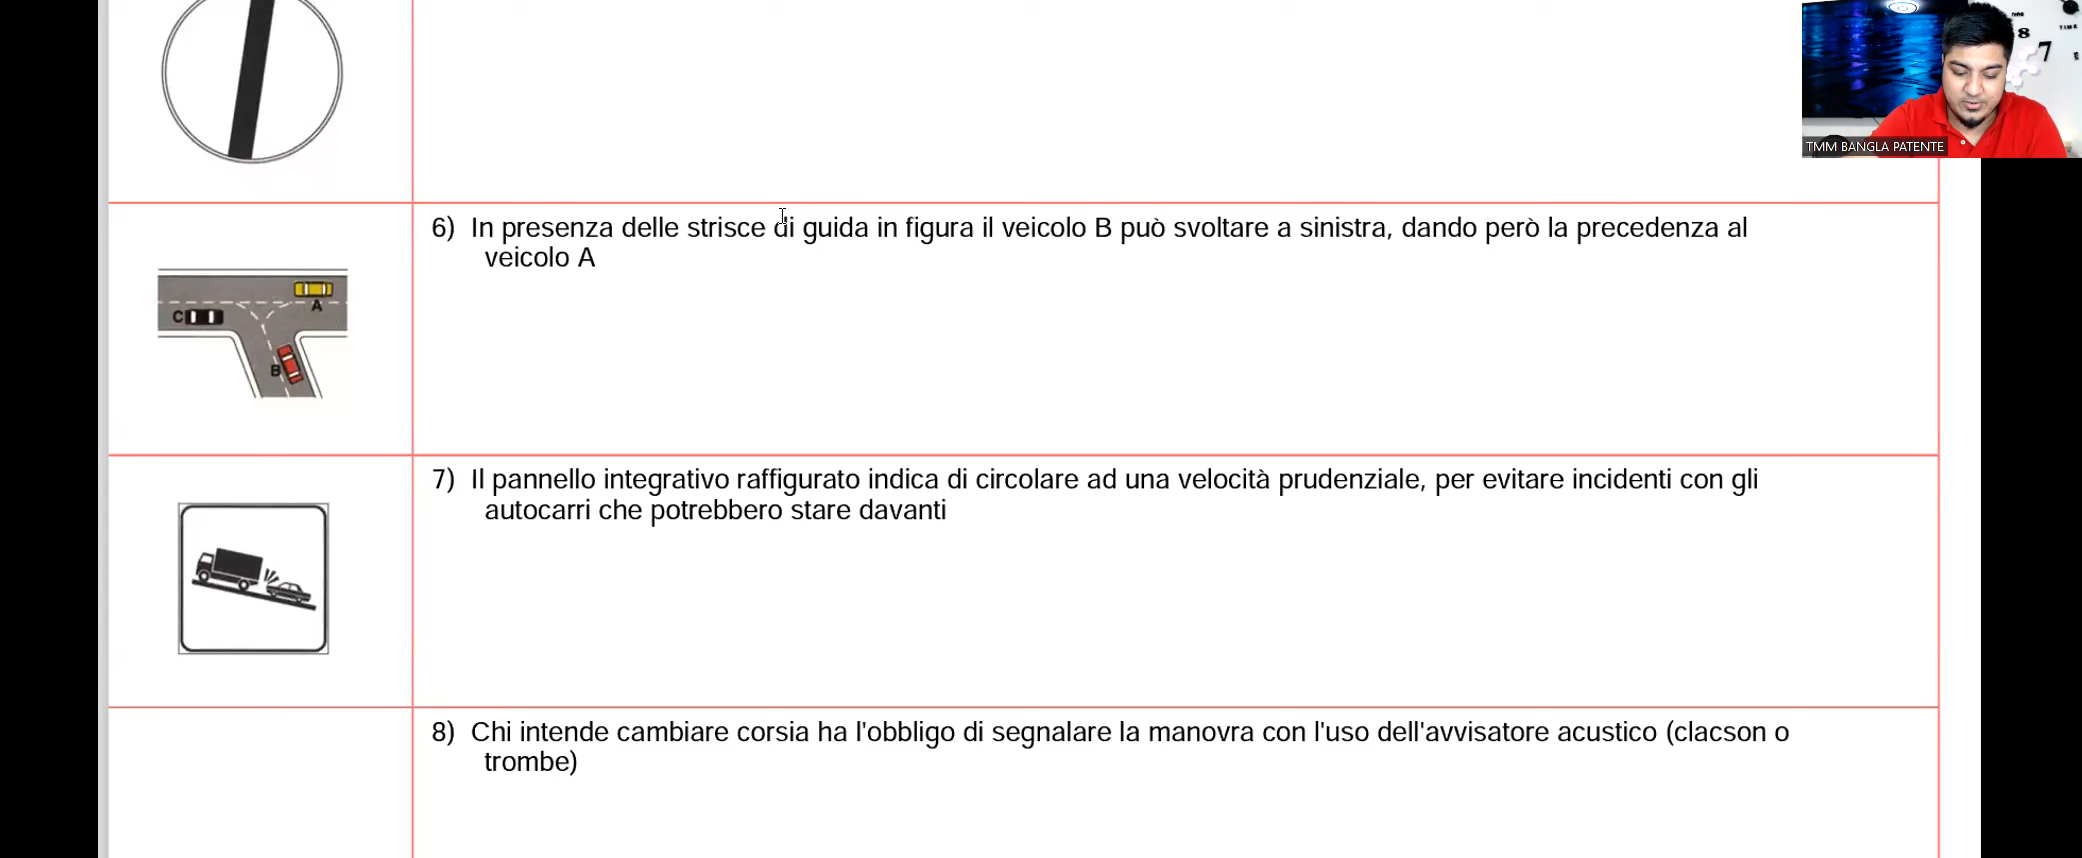 8
7
TIME
TMM BANGLA PATENTE
6) In presenza delle strisce di guida in figura il veicolo B può svoltare a sinistra, dando però la precedenza al
veicolo A
A
C
B
7) Il pannello integrativo raffigurato indica di circolare ad una velocità prudenziale, per evitare incidenti con gli
autocarri che potrebbero stare davanti
8) Chi intende cambiare corsia ha l'obbligo di segnalare la manovra con l'uso dell'avvisatore acustico (clacson o
trombe)